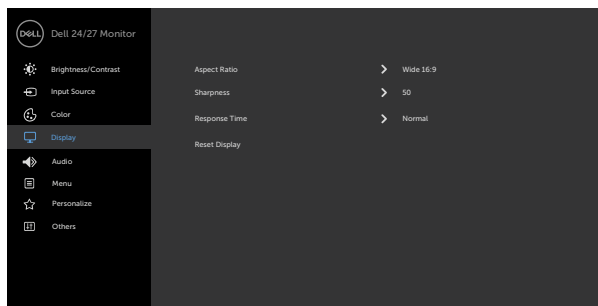 DELL
Dell 24/27 Monitor
Brightness/Contrast
Input Source
Color
Display
Audio
Menu
Personalize
Others
Aspect Ratio Wide 16:9
Sharpness 50
Response Time Normal
Reset Display